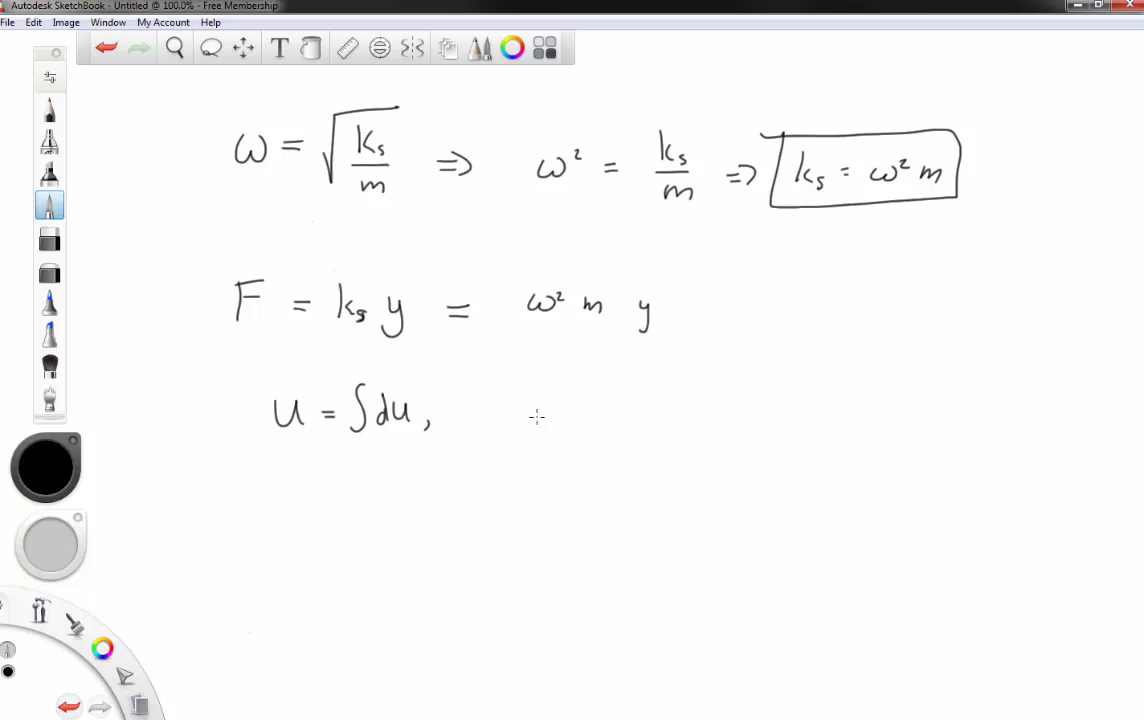 Autodesk SketchBook - Untitled @ 100.0% - Free Membership
File Edit Image Window My Account Help
ω = √(kₛ/m) ⇒ ω² = kₛ/m ⇒ kₛ = ω² m
F = kₛ y = ω² m y
U = ∫ dU ,